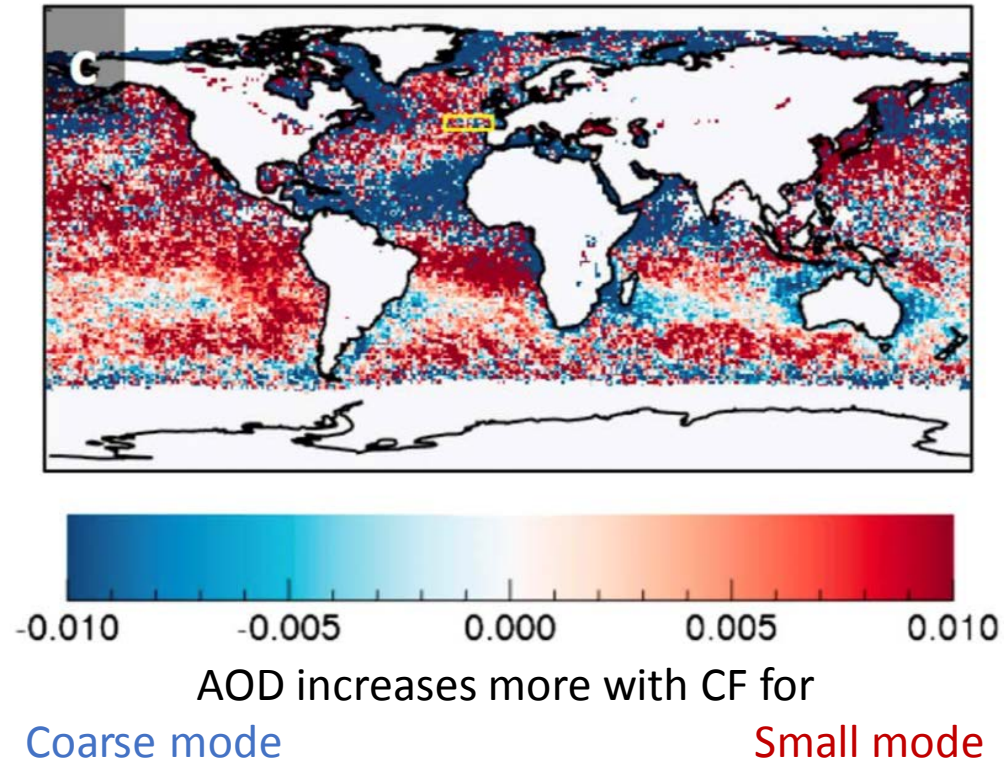 c
-0.010 -0.005 0.000 0.005 0.010
AOD increases more with CF for
Coarse mode Small mode